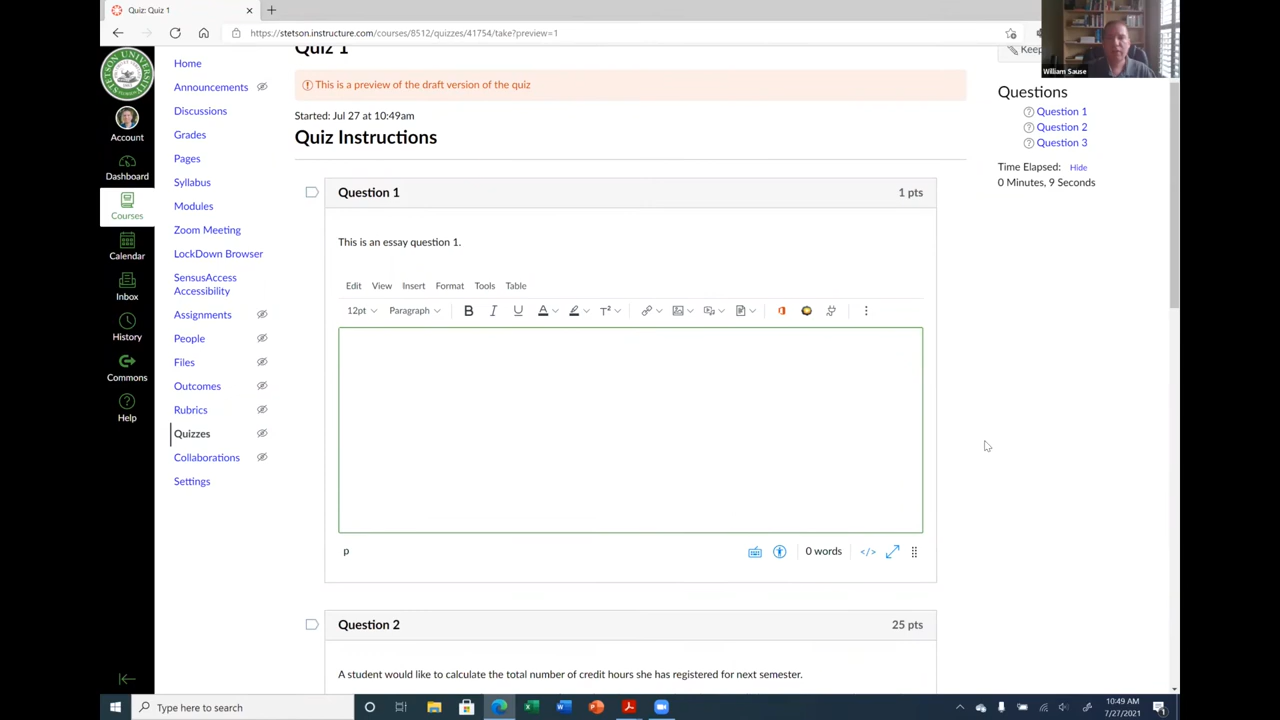 Quiz: Quiz 1
https://stetson.instructure.com/courses/8512/quizzes/41754/take?preview=1
William Sause
STETSON UNIVERSITY
Account
Dashboard
Courses
Calendar
Inbox
History
Commons
Help
Home
Announcements
Discussions
Grades
Pages
Syllabus
Modules
Zoom Meeting
LockDown Browser
SensusAccess
Accessibility
Assignments
People
Files
Outcomes
Rubrics
Quizzes
Collaborations
Settings
Quiz 1
This is a preview of the draft version of the quiz
Started: Jul 27 at 10:49am
Quiz Instructions
Question 1 1 pts
This is an essay question 1.
Edit View Insert Format Tools Table
12pt Paragraph B I U A T²
p 0 words </>
Question 2 25 pts
A student would like to calculate the total number of credit hours she has registered for next semester.
Keep
Questions
Question 1
Question 2
Question 3
Time Elapsed: Hide
0 Minutes, 9 Seconds
Type here to search
10:49 AM
7/27/2021
1